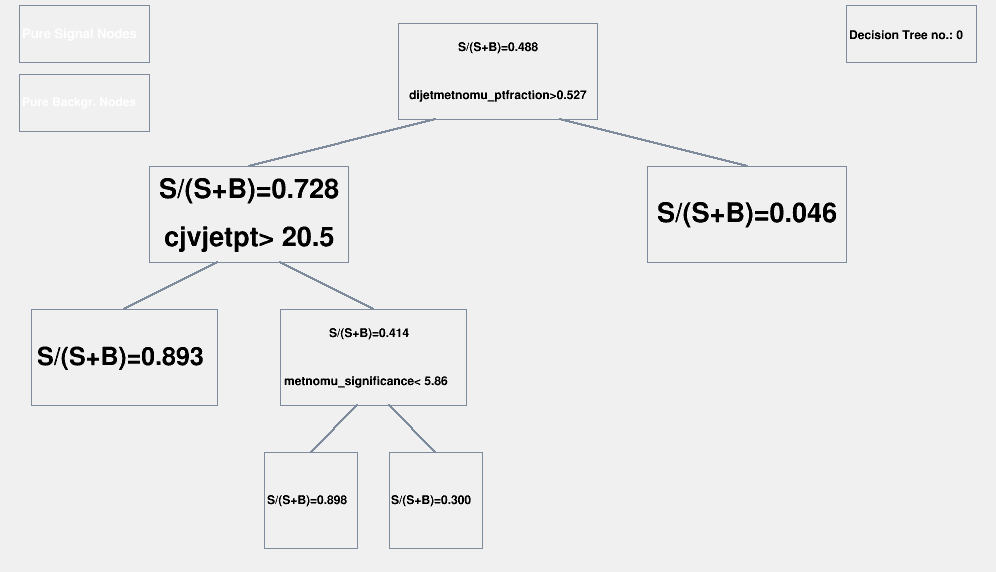 Pure Signal Nodes
Pure Backgr. Nodes
S/(S+B)=0.488
dijetmetnomu_ptfraction>0.527
Decision Tree no.: 0
S/(S+B)=0.728
cjvjetpt> 20.5
S/(S+B)=0.046
S/(S+B)=0.893
S/(S+B)=0.414
metnomu_significance< 5.86
S/(S+B)=0.898
S/(S+B)=0.300